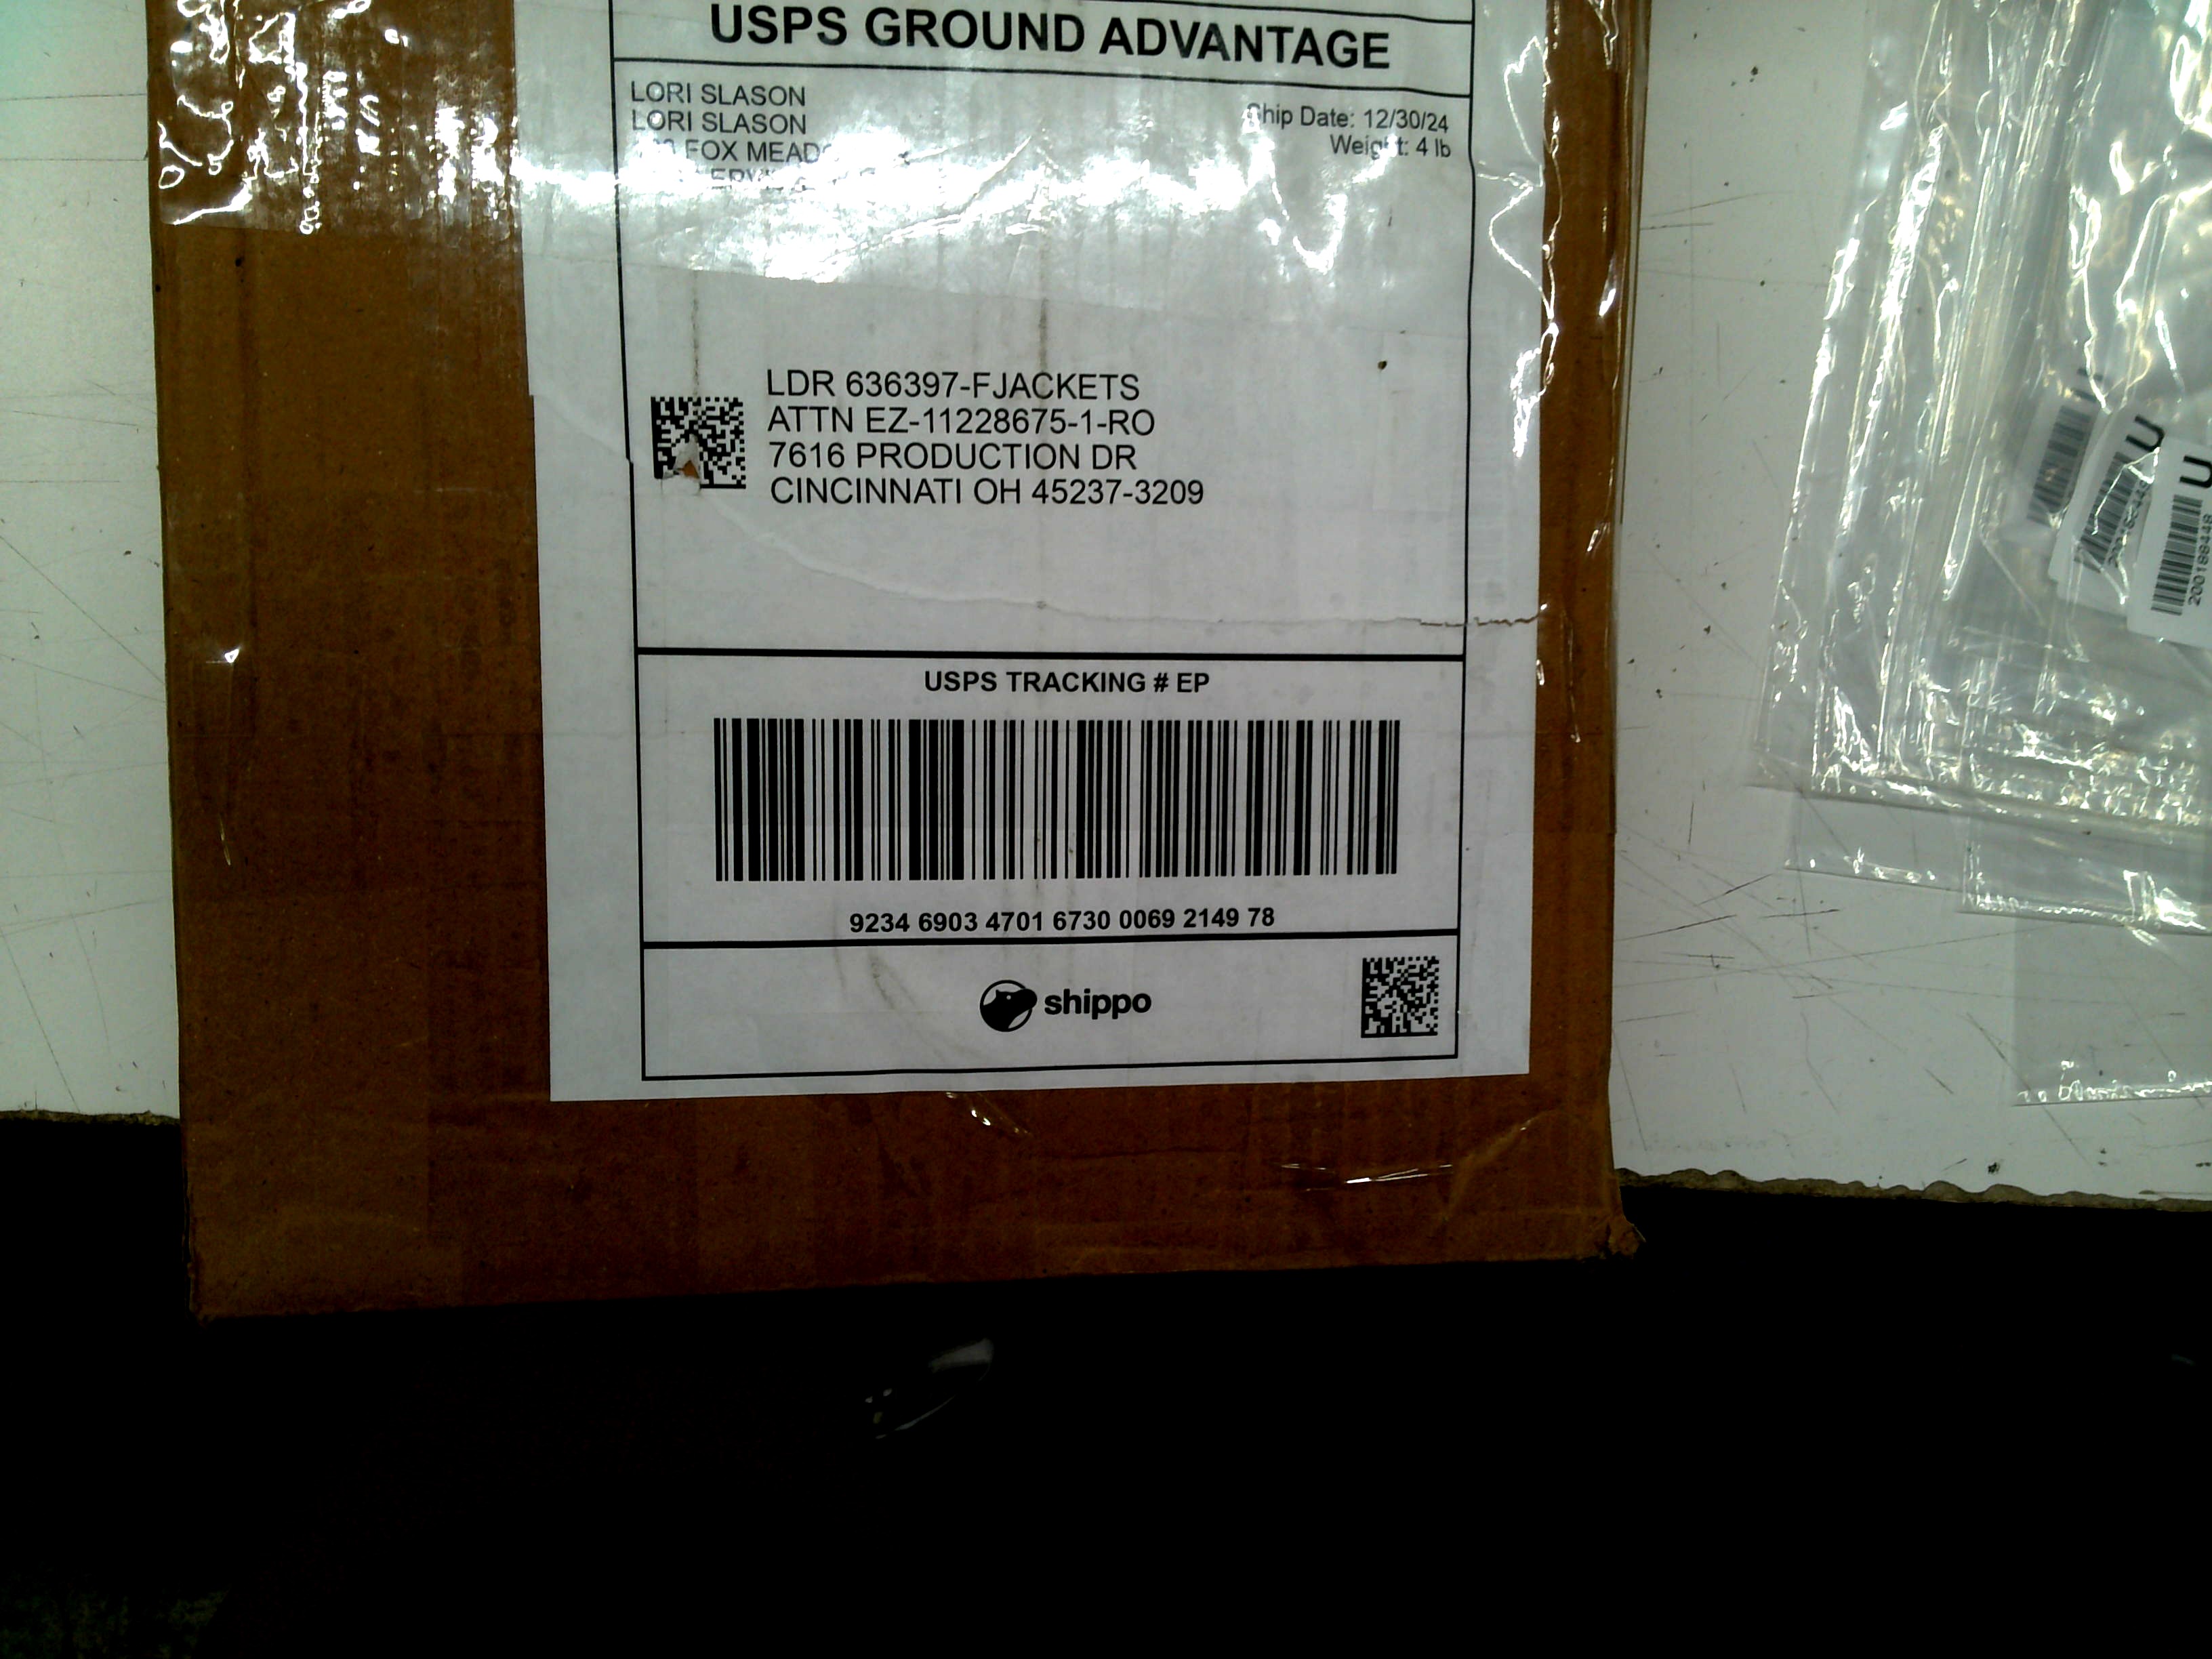 USPS GROUND ADVANTAGE
LORI SLASON
LORI SLASON
FOX
Ship Date: 12/30/24
Weight: 4 lb
LDR 636397-FJACKETS
ATTN EZ-11228675-1-RO
7616 PRODUCTION DR
CINCINNATI OH 45237-3209
USPS TRACKING # EP
9234 6903 4701 6730 0069 2149 78
shippo
U
U